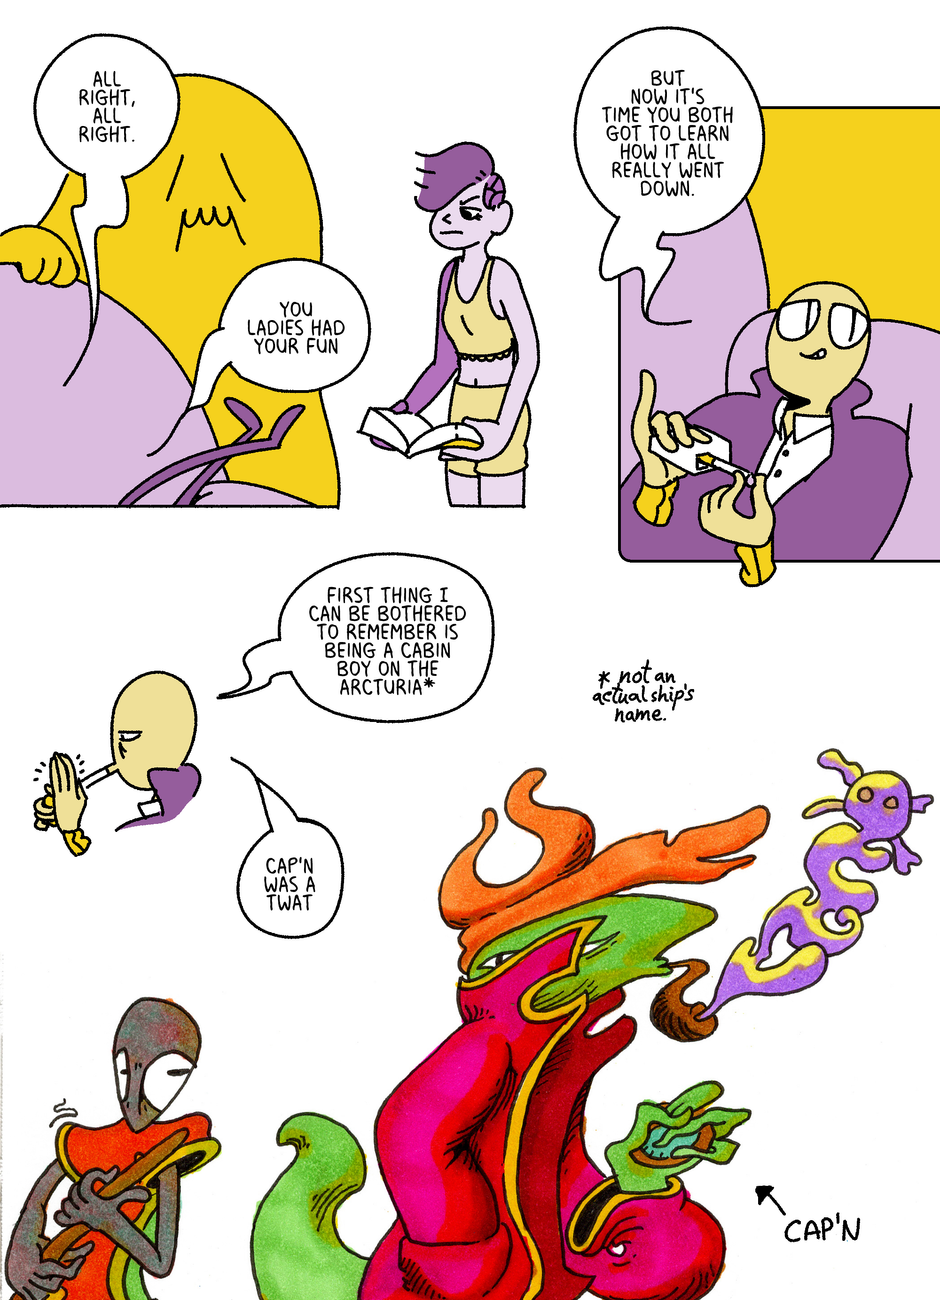 ALL
RIGHT,
ALL
RIGHT.
YOU
LADIES HAD
YOUR FUN
BUT
NOW IT'S
TIME YOU BOTH
GOT TO LEARN
HOW IT ALL
REALLY WENT
DOWN.
FIRST THING I
CAN BE BOTHERED
TO REMEMBER IS
BEING A CABIN
BOY ON THE
ARCTURIA*
* not an
actual ship's
name.
CAP'N
WAS A
TWAT
CAP'N